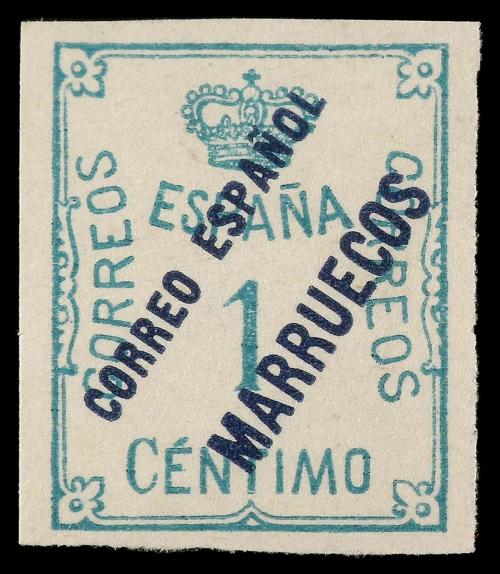 ESPAÑA
CORREOS
CORREOS
1
CÉNTIMO
CORREO ESPAÑOL
MARRUECOS